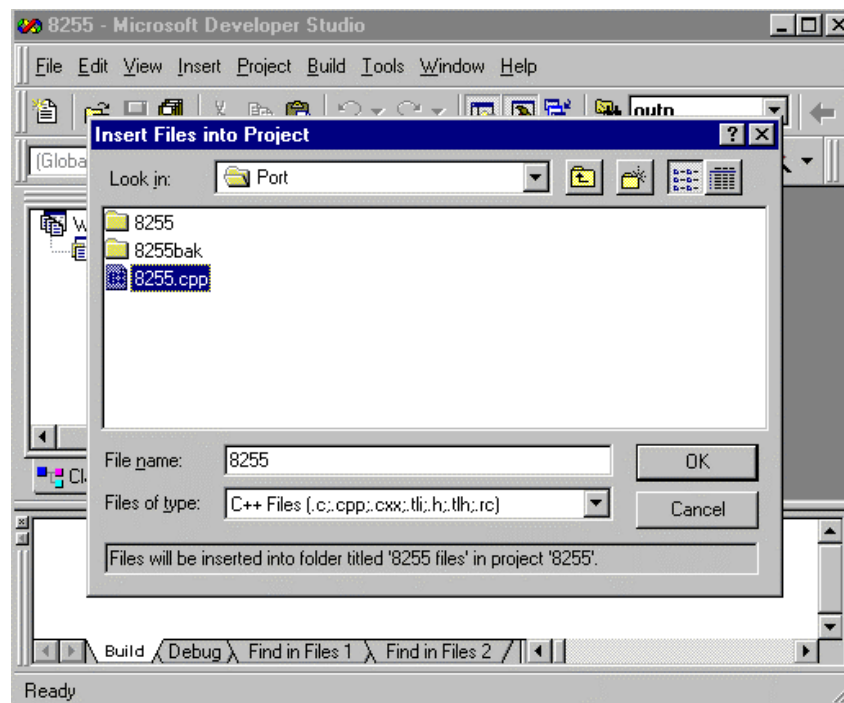 8255 - Microsoft Developer Studio
File Edit View Insert Project Build Tools Window Help
outp
Insert Files into Project
(Globa
Look in: Port
8255
8255bak
8255.cpp
File name: 8255
OK
Files of type: C++ Files (.c;.cpp;.cxx;.tli;.h;.tlh;.rc)
Cancel
Files will be inserted into folder titled '8255 files' in project '8255'.
Build Debug Find in Files 1 Find in Files 2
Ready